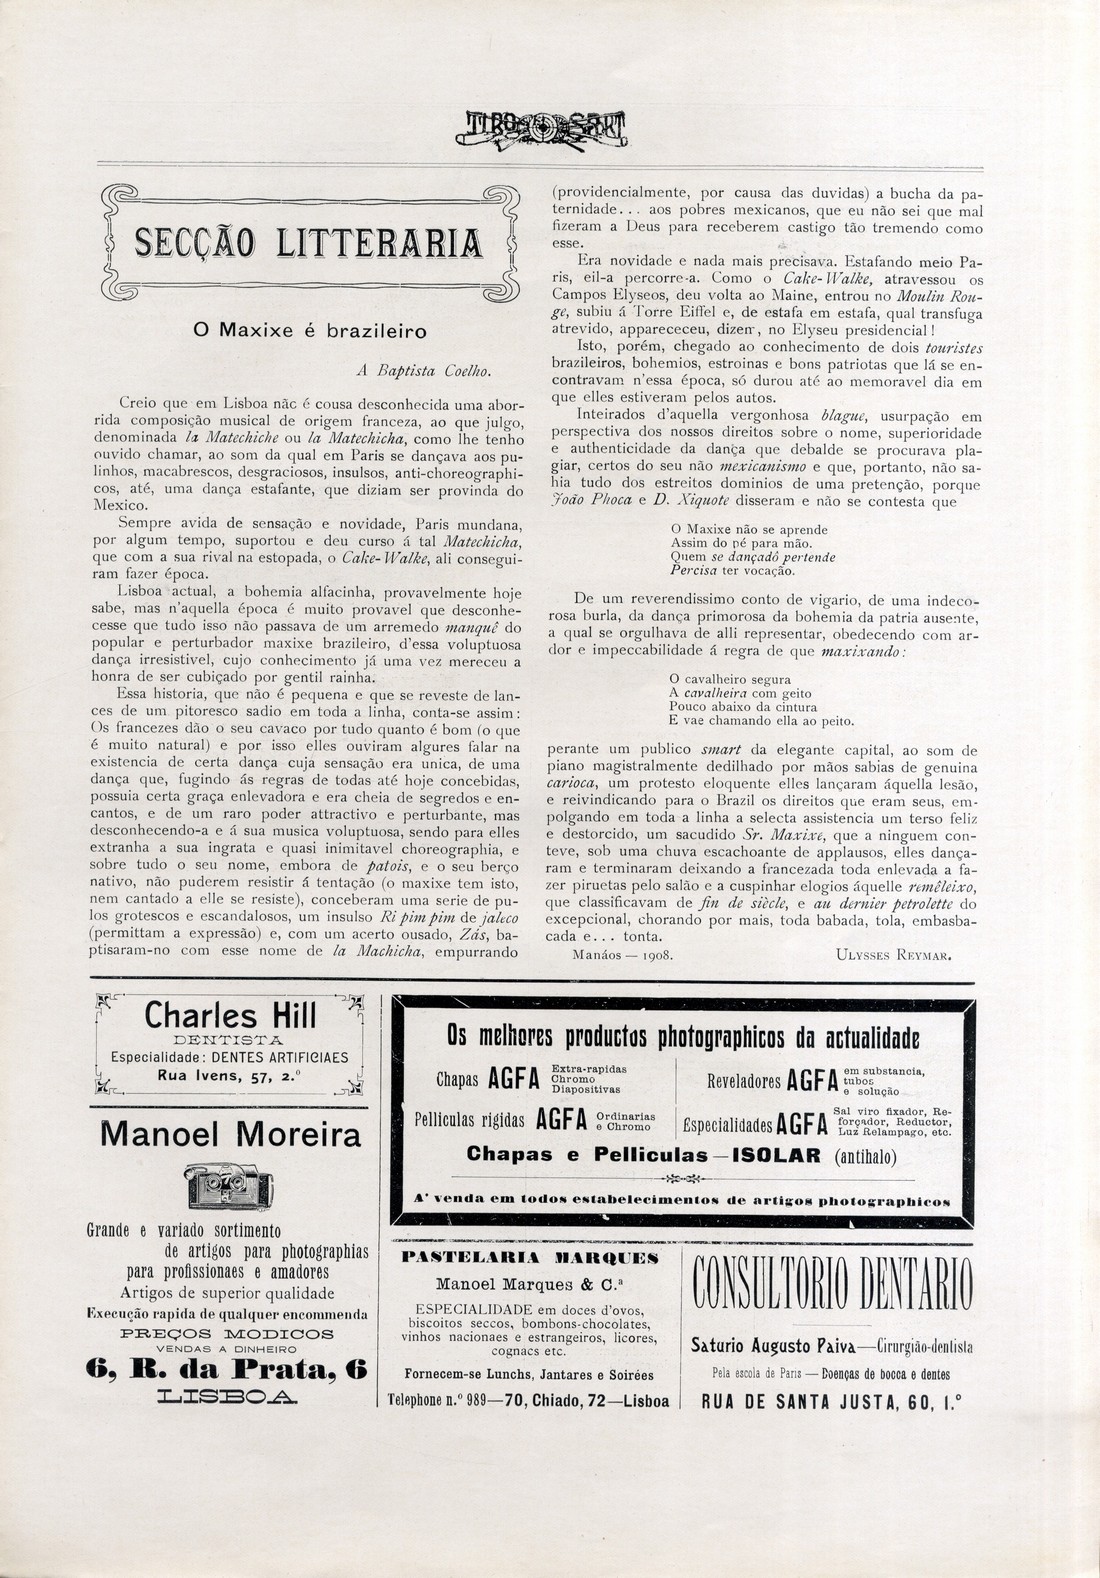 TIRO SPORT
SECÇÃO LITTERARIA
O Maxixe é brazileiro
A Baptista Coelho.
Creio que em Lisboa não é cousa desconhecida uma abor-
rida composição musical de origem franceza, ao que julgo,
denominada la Matechiche ou la Matechicha, como lhe tenho
ouvido chamar, ao som da qual em Paris se dançava aos pu-
linhos, macabrescos, desgraciosos, insulsos, anti-choreographi-
cos, até, uma dança estafante, que diziam ser provinda do
Mexico.
Sempre avida de sensação e novidade, Paris mundana,
por algum tempo, suportou e deu curso á tal Matechicha,
que com a sua rival na estopada, o Cake-Walke, ali consegui-
ram fazer época.
Lisboa actual, a bohemia alfacinha, provavelmente hoje
sabe, mas n'aquella época é muito provavel que desconhe-
cesse que tudo isso não passava de um arremedo manquê do
popular e perturbador maxixe brazileiro, d'essa voluptuosa
dança irresistivel, cujo conhecimento já uma vez mereceu a
honra de ser cubiçado por gentil rainha.
Essa historia, que não é pequena e que se reveste de lan-
ces de um pitoresco sadio em toda a linha, conta-se assim:
Os francezes dão o seu cavaco por tudo quanto é bom (o que
é muito natural) e por isso elles ouviram algures falar na
existencia de certa dança cuja sensação era unica, de uma
dança que, fugindo ás regras de todas até hoje concebidas,
possuia certa graça enlevadora e era cheia de segredos e en-
cantos, e de um raro poder attractivo e perturbante, mas
desconhecendo-a e á sua musica voluptuosa, sendo para elles
extranha a sua ingrata e quasi inimitavel choreographia, e
sobre tudo o seu nome, embora de patois, e o seu berço
nativo, não puderem resistir á tentação (o maxixe tem isto,
nem cantado a elle se resiste), conceberam uma serie de pu-
los grotescos e escandalosos, um insulso Ri pim pim de jaleco
(permittam a expressão) e, com um acerto ousado, Zás, ba-
ptisaram-no com esse nome de la Machicha, empurrando
(providencialmente, por causa das duvidas) a bucha da pa-
ternidade... aos pobres mexicanos, que eu não sei que mal
fizeram a Deus para receberem castigo tão tremendo como
esse.
Era novidade e nada mais precisava. Estafando meio Pa-
ris, eil-a percorre-a. Como o Cake-Walke, atravessou os
Campos Elyseos, deu volta ao Maine, entrou no Moulin Rou-
ge, subiu á Torre Eiffel e, de estafa em estafa, qual transfuga
atrevido, apparececeu, dizem, no Elyseu presidencial!
Isto, porém, chegado ao conhecimento de dois touristes
brazileiros, bohemios, estroinas e bons patriotas que lá se en-
contravam n'essa época, só durou até ao memoravel dia em
que elles estiveram pelos autos.
Inteirados d'aquella vergonhosa blague, usurpação em
perspectiva dos nossos direitos sobre o nome, superioridade
e authenticidade da dança que debalde se procurava pla-
giar, certos do seu não mexicanismo e que, portanto, não sa-
hia tudo dos estreitos dominios de uma pretenção, porque
João Phoca e D. Xiquote disseram e não se contesta que
O Maxixe não se aprende
Assim do pé para mão.
Quem se dançadô pertende
Percisa ter vocação.
De um reverendissimo conto de vigario, de uma indeco-
rosa burla, da dança primorosa da bohemia da patria ausente,
a qual se orgulhava de alli representar, obedecendo com ar-
dor e impeccabilidade á regra de que maxixando:
O cavalheiro segura
A cavalheira com geito
Pouco abaixo da cintura
E vae chamando ella ao peito.
perante um publico smart da elegante capital, ao som de
piano magistralmente dedilhado por mãos sabias de genuina
carioca, um protesto eloquente elles lançaram áquella lesão,
e reivindicando para o Brazil os direitos que eram seus, em-
polgando em toda a linha a selecta assistencia um terso feliz
e destorcido, um sacudido Sr. Maxixe, que a ninguem con-
teve, sob uma chuva escachoante de applausos, elles dança-
ram e terminaram deixando a francezada toda enlevada a fa-
zer piruetas pelo salão e a cuspinhar elogios áquelle remêleixo,
que classificavam de fin de siècle, e au dernier petrolette do
excepcional, chorando por mais, toda babada, tola, embasba-
cada e... tonta.
Manáos — 1908.
ULYSSES REYMAR.
Charles Hill
DENTISTA
Especialidade: DENTES ARTIFICIAES
Rua Ivens, 57, 2.º
Manoel Moreira
Grande e variado sortimento
de artigos para photographias
para profissionaes e amadores
Artigos de superior qualidade
Execução rapida de qualquer encommenda
PREÇOS MODICOS
VENDAS A DINHEIRO
6, R. da Prata, 6
LISBOA
Os melhores productos photographicos da actualidade
Chapas AGFA Extra-rapidas
Chromo
Diapositivas
Reveladores AGFA em substancia,
tubos
e solução
Pelliculas rigidas AGFA Ordinarias
e Chromo
Especialidades AGFA Sal viro fixador, Re-
forçador, Reductor,
Luz Relampago, etc.
Chapas e Pelliculas — ISOLAR (antihalo)
A' venda em todos estabelecimentos de artigos photographicos
PASTELARIA MARQUES
Manoel Marques & C.ª
ESPECIALIDADE em doces d'ovos,
biscoitos seccos, bombons-chocolates,
vinhos nacionaes e estrangeiros, licores,
cognacs etc.
Fornecem-se Lunchs, Jantares e Soirées
Telephone n.º 989—70, Chiado, 72—Lisboa
CONSULTORIO DENTARIO
Saturio Augusto Paiva—Cirurgião-dentista
Pela escola de Paris — Doenças de bocca e dentes
RUA DE SANTA JUSTA, 60, 1.º